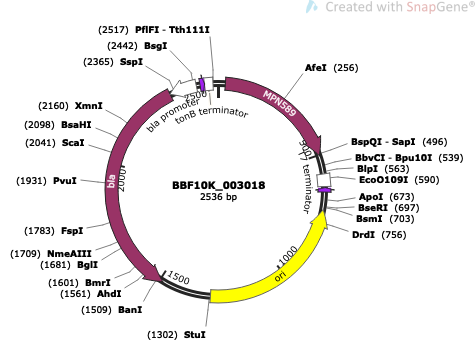 Created with SnapGene®
(2517) PflFI - Tth111I
(2442) BsgI
(2365) SspI
AfeI (256)
(2160) XmnI
(2098) BsaHI
(2041) ScaI
(1931) PvuI
(1783) FspI
(1709) NmeAIII
(1681) BglI
(1601) BmrI
(1561) AhdI
(1509) BanI
(1302) StuI
BspQI - SapI (496)
BbvCI - Bpu10I (539)
BlpI (563)
EcoO109I (590)
ApoI (673)
BseRI (697)
BsmI (703)
DrdI (756)
MPN589
bla promoter
tonB terminator
T7 terminator
bla
ori
2500
2000
1500
1000
BBF10K_003018
2536 bp